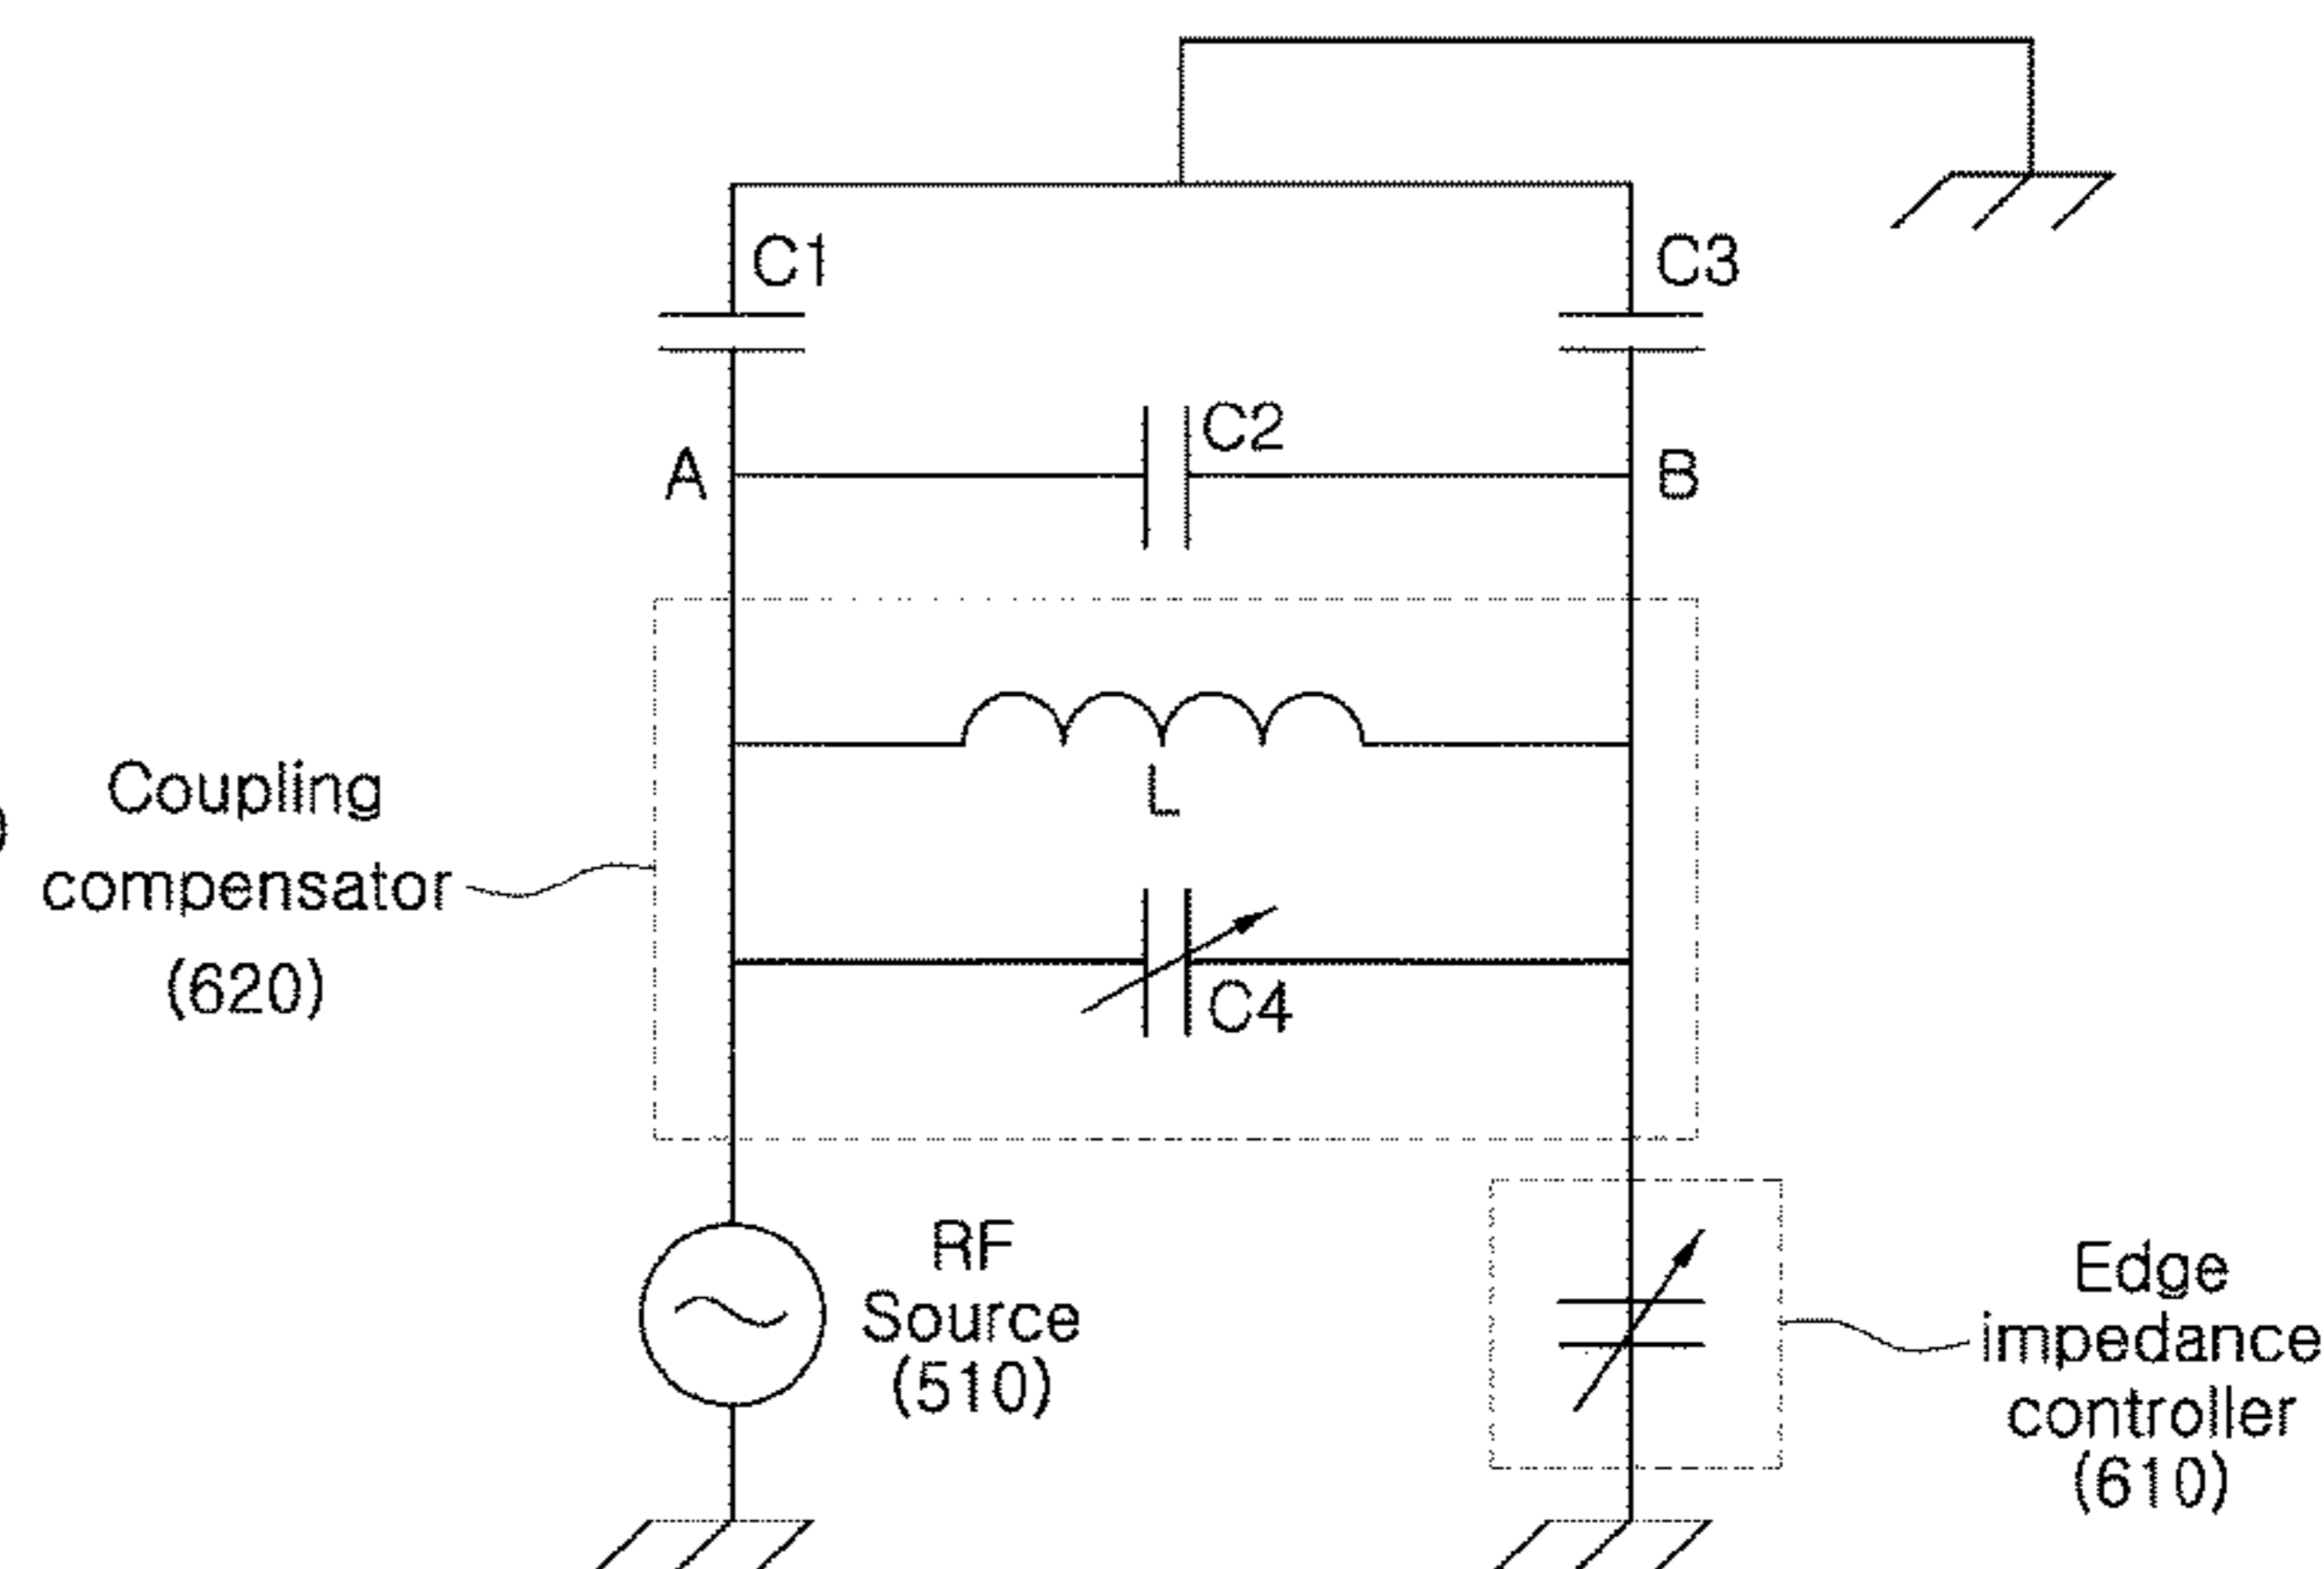 C1
C3
C2
A
B
Coupling
compensator
(620)
L
C4
RF
Source
(510)
Edge
impedance
controller
(610)